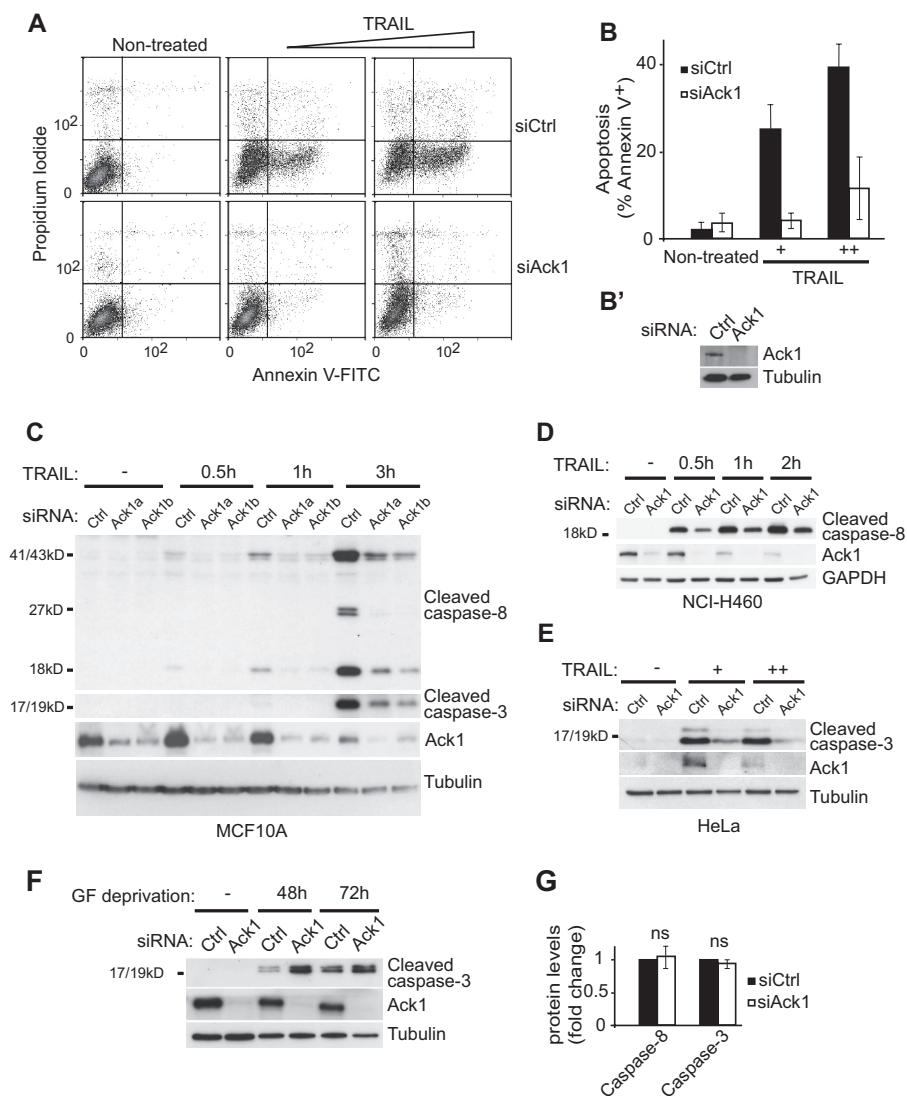 A
TRAIL
Non-treated
10²
0
siCtrl
10²
0
siAck1
0 10² 0 10² 0 10²
Propidium Iodide
Annexin V-FITC
B
siCtrl
siAck1
40
20
0
Apoptosis
(% Annexin V⁺)
Non-treated + ++
TRAIL
B'
siRNA: Ctrl Ack1
Ack1
Tubulin
C
TRAIL: - 0.5h 1h 3h
siRNA: Ctrl Ack1a Ack1b Ctrl Ack1a Ack1b Ctrl Ack1a Ack1b Ctrl Ack1a Ack1b
41/43kD
27kD
Cleaved
caspase-8
18kD
17/19kD
Cleaved
caspase-3
Ack1
Tubulin
MCF10A
D
TRAIL: - 0.5h 1h 2h
siRNA: Ctrl Ack1 Ctrl Ack1 Ctrl Ack1 Ctrl Ack1
18kD
Cleaved
caspase-8
Ack1
GAPDH
NCI-H460
E
TRAIL: - + ++
siRNA: Ctrl Ack1 Ctrl Ack1 Ctrl Ack1
17/19kD
Cleaved
caspase-3
Ack1
Tubulin
HeLa
F
GF deprivation: - 48h 72h
siRNA: Ctrl Ack1 Ctrl Ack1 Ctrl Ack1
17/19kD
Cleaved
caspase-3
Ack1
Tubulin
G
ns ns
1
0.5
0
protein levels
(fold change)
siCtrl
siAck1
Caspase-8 Caspase-3